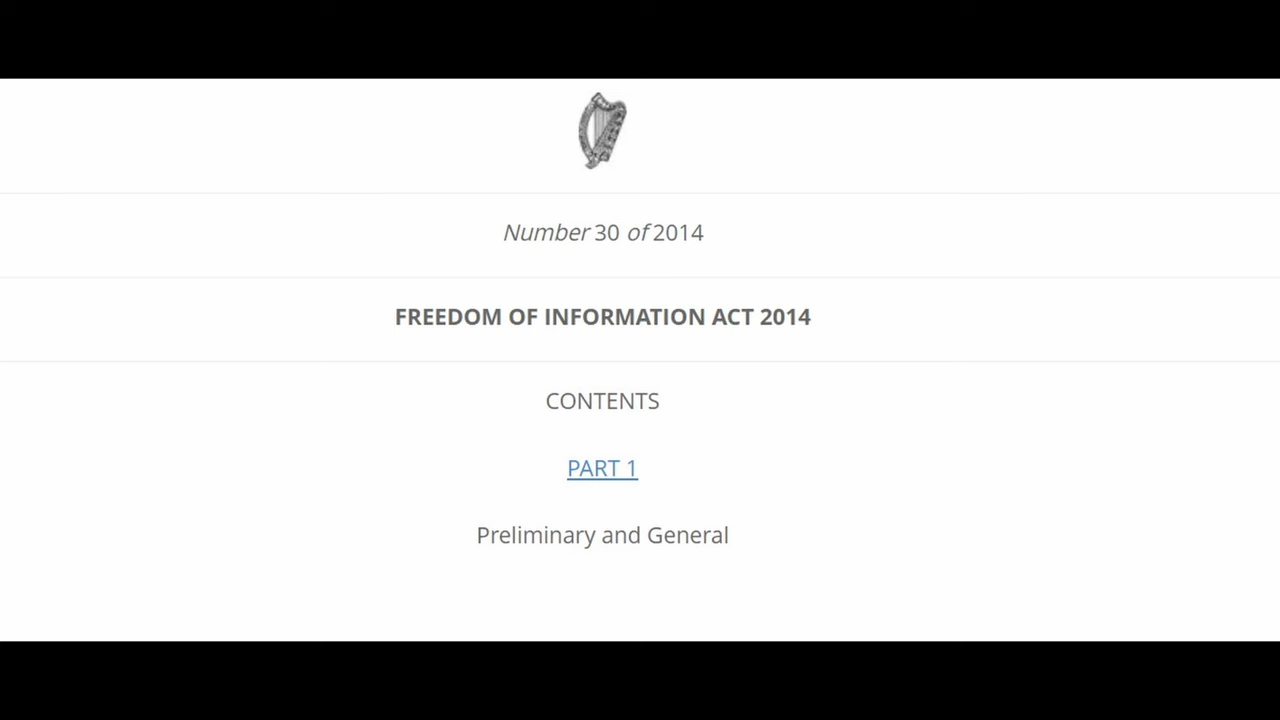 Number 30 of 2014
FREEDOM OF INFORMATION ACT 2014
CONTENTS
PART 1
Preliminary and General